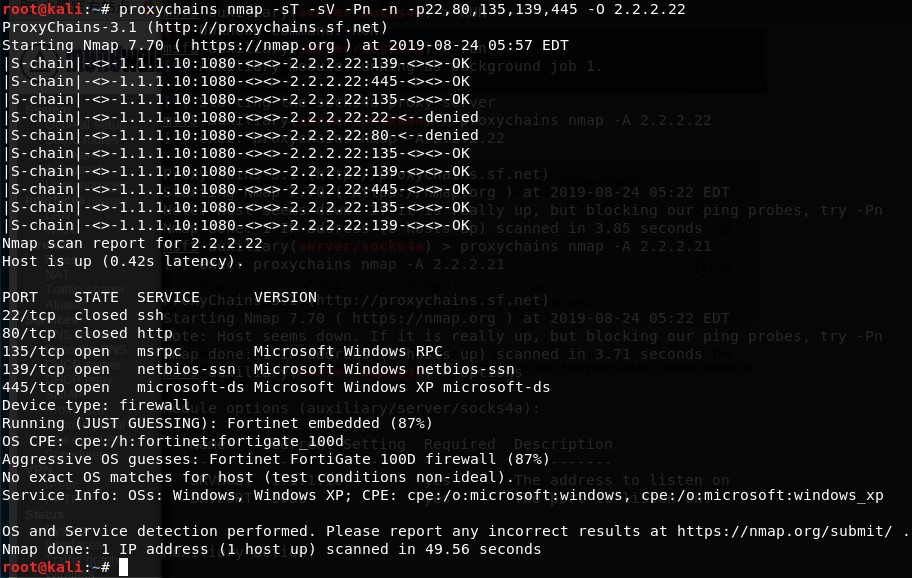 root@kali:~# proxychains nmap -sT -sV -Pn -n -p22,80,135,139,445 -O 2.2.2.22
ProxyChains-3.1 (http://proxychains.sf.net)
Starting Nmap 7.70 ( https://nmap.org ) at 2019-08-24 05:57 EDT
|S-chain|-<>-1.1.1.10:1080-<><>-2.2.2.22:139-<><>-OK
|S-chain|-<>-1.1.1.10:1080-<><>-2.2.2.22:445-<><>-OK
|S-chain|-<>-1.1.1.10:1080-<><>-2.2.2.22:135-<><>-OK
|S-chain|-<>-1.1.1.10:1080-<><>-2.2.2.22:22-<--denied
|S-chain|-<>-1.1.1.10:1080-<><>-2.2.2.22:80-<--denied
|S-chain|-<>-1.1.1.10:1080-<><>-2.2.2.22:135-<><>-OK
|S-chain|-<>-1.1.1.10:1080-<><>-2.2.2.22:139-<><>-OK
|S-chain|-<>-1.1.1.10:1080-<><>-2.2.2.22:445-<><>-OK
|S-chain|-<>-1.1.1.10:1080-<><>-2.2.2.22:135-<><>-OK
|S-chain|-<>-1.1.1.10:1080-<><>-2.2.2.22:139-<><>-OK
Nmap scan report for 2.2.2.22
Host is up (0.42s latency).
PORT STATE SERVICE VERSION
22/tcp closed ssh
80/tcp closed http
135/tcp open msrpc Microsoft Windows RPC
139/tcp open netbios-ssn Microsoft Windows netbios-ssn
445/tcp open microsoft-ds Microsoft Windows XP microsoft-ds
Device type: firewall
Running (JUST GUESSING): Fortinet embedded (87%)
OS CPE: cpe:/h:fortinet:fortigate_100d
Aggressive OS guesses: Fortinet FortiGate 100D firewall (87%)
No exact OS matches for host (test conditions non-ideal).
Service Info: OSs: Windows, Windows XP; CPE: cpe:/o:microsoft:windows, cpe:/o:microsoft:windows_xp
OS and Service detection performed. Please report any incorrect results at https://nmap.org/submit/ .
Nmap done: 1 IP address (1 host up) scanned in 49.56 seconds
root@kali:~#